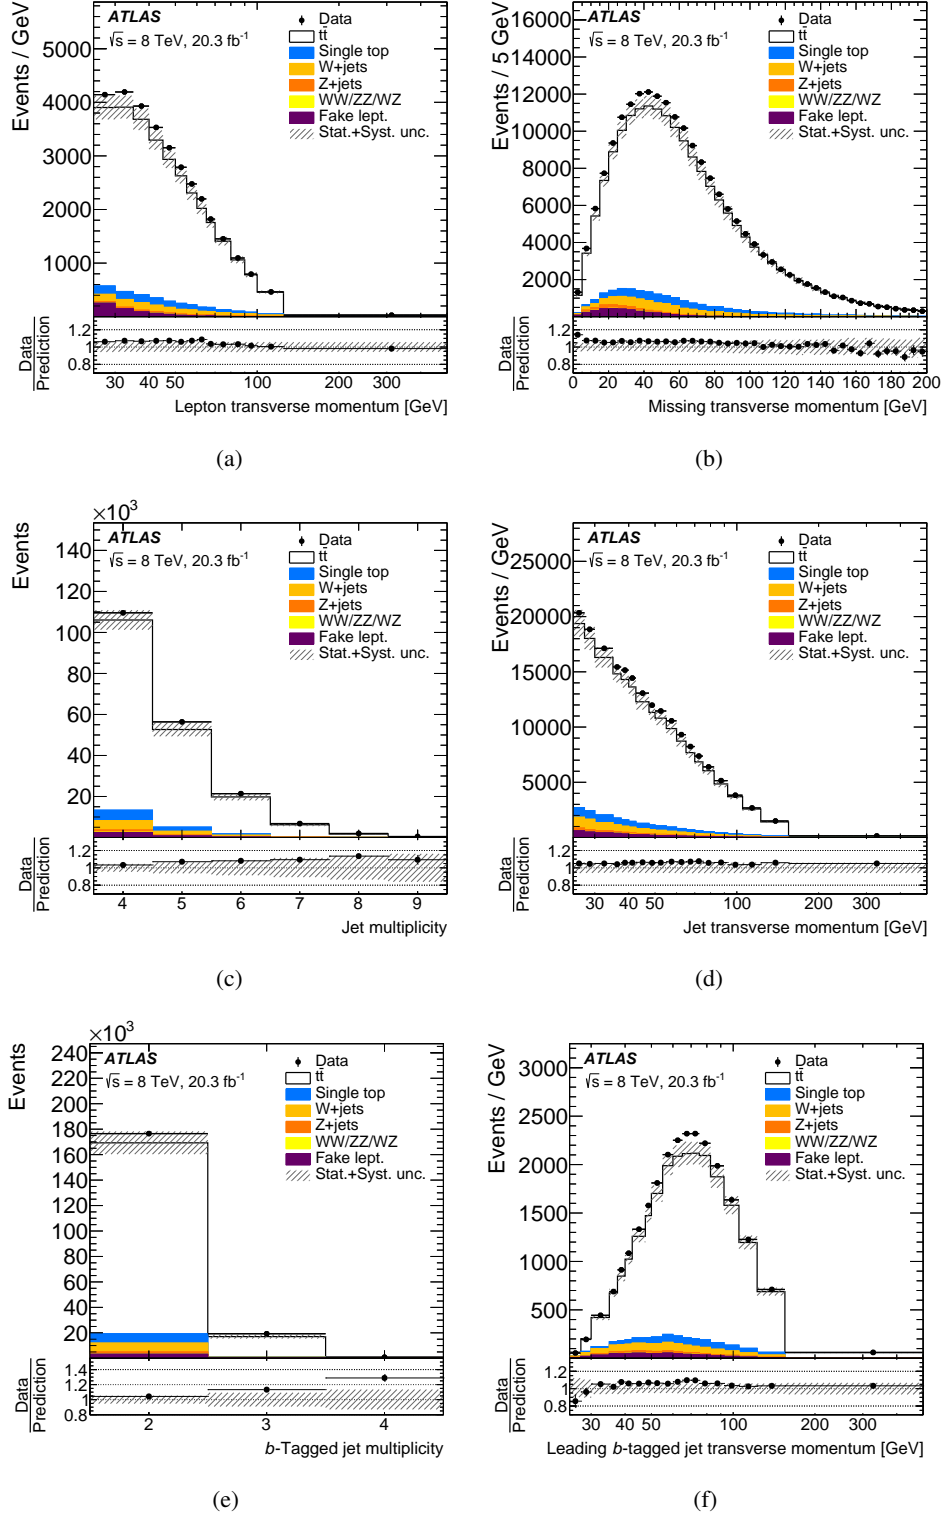 ATLAS
√s = 8 TeV, 20.3 fb-1
Data
tt̄
Single top
W+jets
Z+jets
WW/ZZ/WZ
Fake lept.
Stat.+Syst. unc.
Events / GeV
5000
4000
3000
2000
1000
Data
Prediction
1.2
1
0.8
30 40 50 100 200 300
Lepton transverse momentum [GeV]
(a)
ATLAS
√s = 8 TeV, 20.3 fb-1
Data
tt̄
Single top
W+jets
Z+jets
WW/ZZ/WZ
Fake lept.
Stat.+Syst. unc.
Events / 5 GeV
16000
14000
12000
10000
8000
6000
4000
2000
0
Data
Prediction
1.2
1
0.8
0 20 40 60 80 100 120 140 160 180 200
Missing transverse momentum [GeV]
(b)
×10³
ATLAS
√s = 8 TeV, 20.3 fb-1
Data
tt̄
Single top
W+jets
Z+jets
WW/ZZ/WZ
Fake lept.
Stat.+Syst. unc.
Events
140
120
100
80
60
40
20
Data
Prediction
1.2
1
0.8
4 5 6 7 8 9
Jet multiplicity
(c)
ATLAS
√s = 8 TeV, 20.3 fb-1
Data
tt̄
Single top
W+jets
Z+jets
WW/ZZ/WZ
Fake lept.
Stat.+Syst. unc.
Events / GeV
25000
20000
15000
10000
5000
Data
Prediction
1.2
1
0.8
30 40 50 100 200 300
Jet transverse momentum [GeV]
(d)
×10³
ATLAS
√s = 8 TeV, 20.3 fb-1
Data
tt̄
Single top
W+jets
Z+jets
WW/ZZ/WZ
Fake lept.
Stat.+Syst. unc.
Events
240
220
200
180
160
140
120
100
80
60
40
20
Data
Prediction
1.4
1.2
1
0.8
2 3 4
b-Tagged jet multiplicity
(e)
ATLAS
√s = 8 TeV, 20.3 fb-1
Data
tt̄
Single top
W+jets
Z+jets
WW/ZZ/WZ
Fake lept.
Stat.+Syst. unc.
Events / GeV
3000
2500
2000
1500
1000
500
Data
Prediction
1.2
1
0.8
30 40 50 100 200 300
Leading b-tagged jet transverse momentum [GeV]
(f)